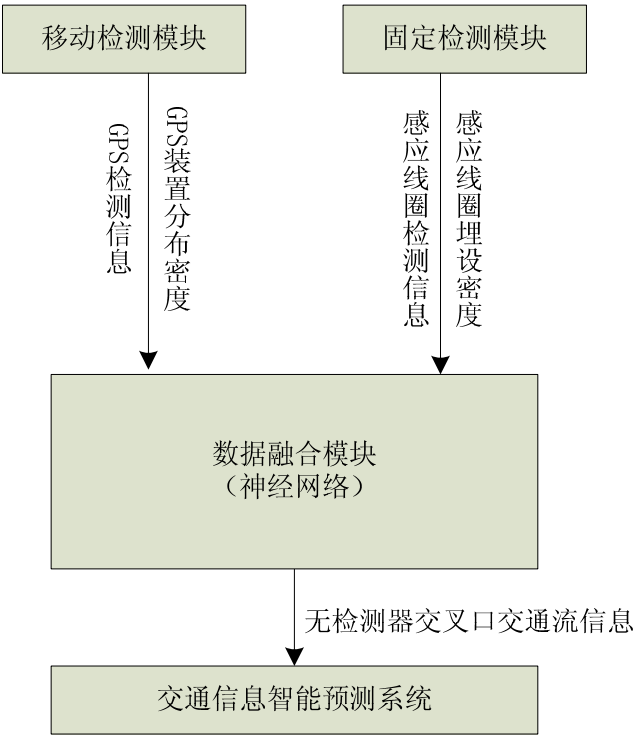 移动检测模块
固定检测模块
GPS检测信息
GPS装置分布密度
感应线圈检测信息
感应线圈埋设密度
数据融合模块
（神经网络）
无检测器交叉口交通流信息
交通信息智能预测系统